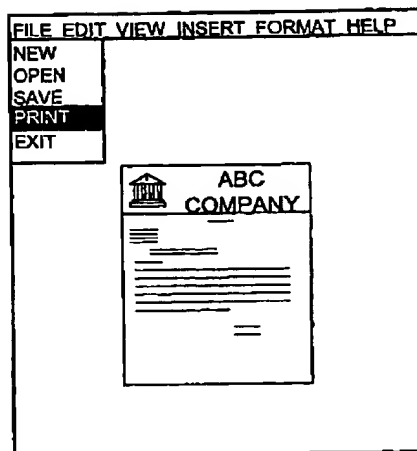 FILE EDIT VIEW INSERT FORMAT HELP
NEW
OPEN
SAVE
PRINT
EXIT
ABC
COMPANY